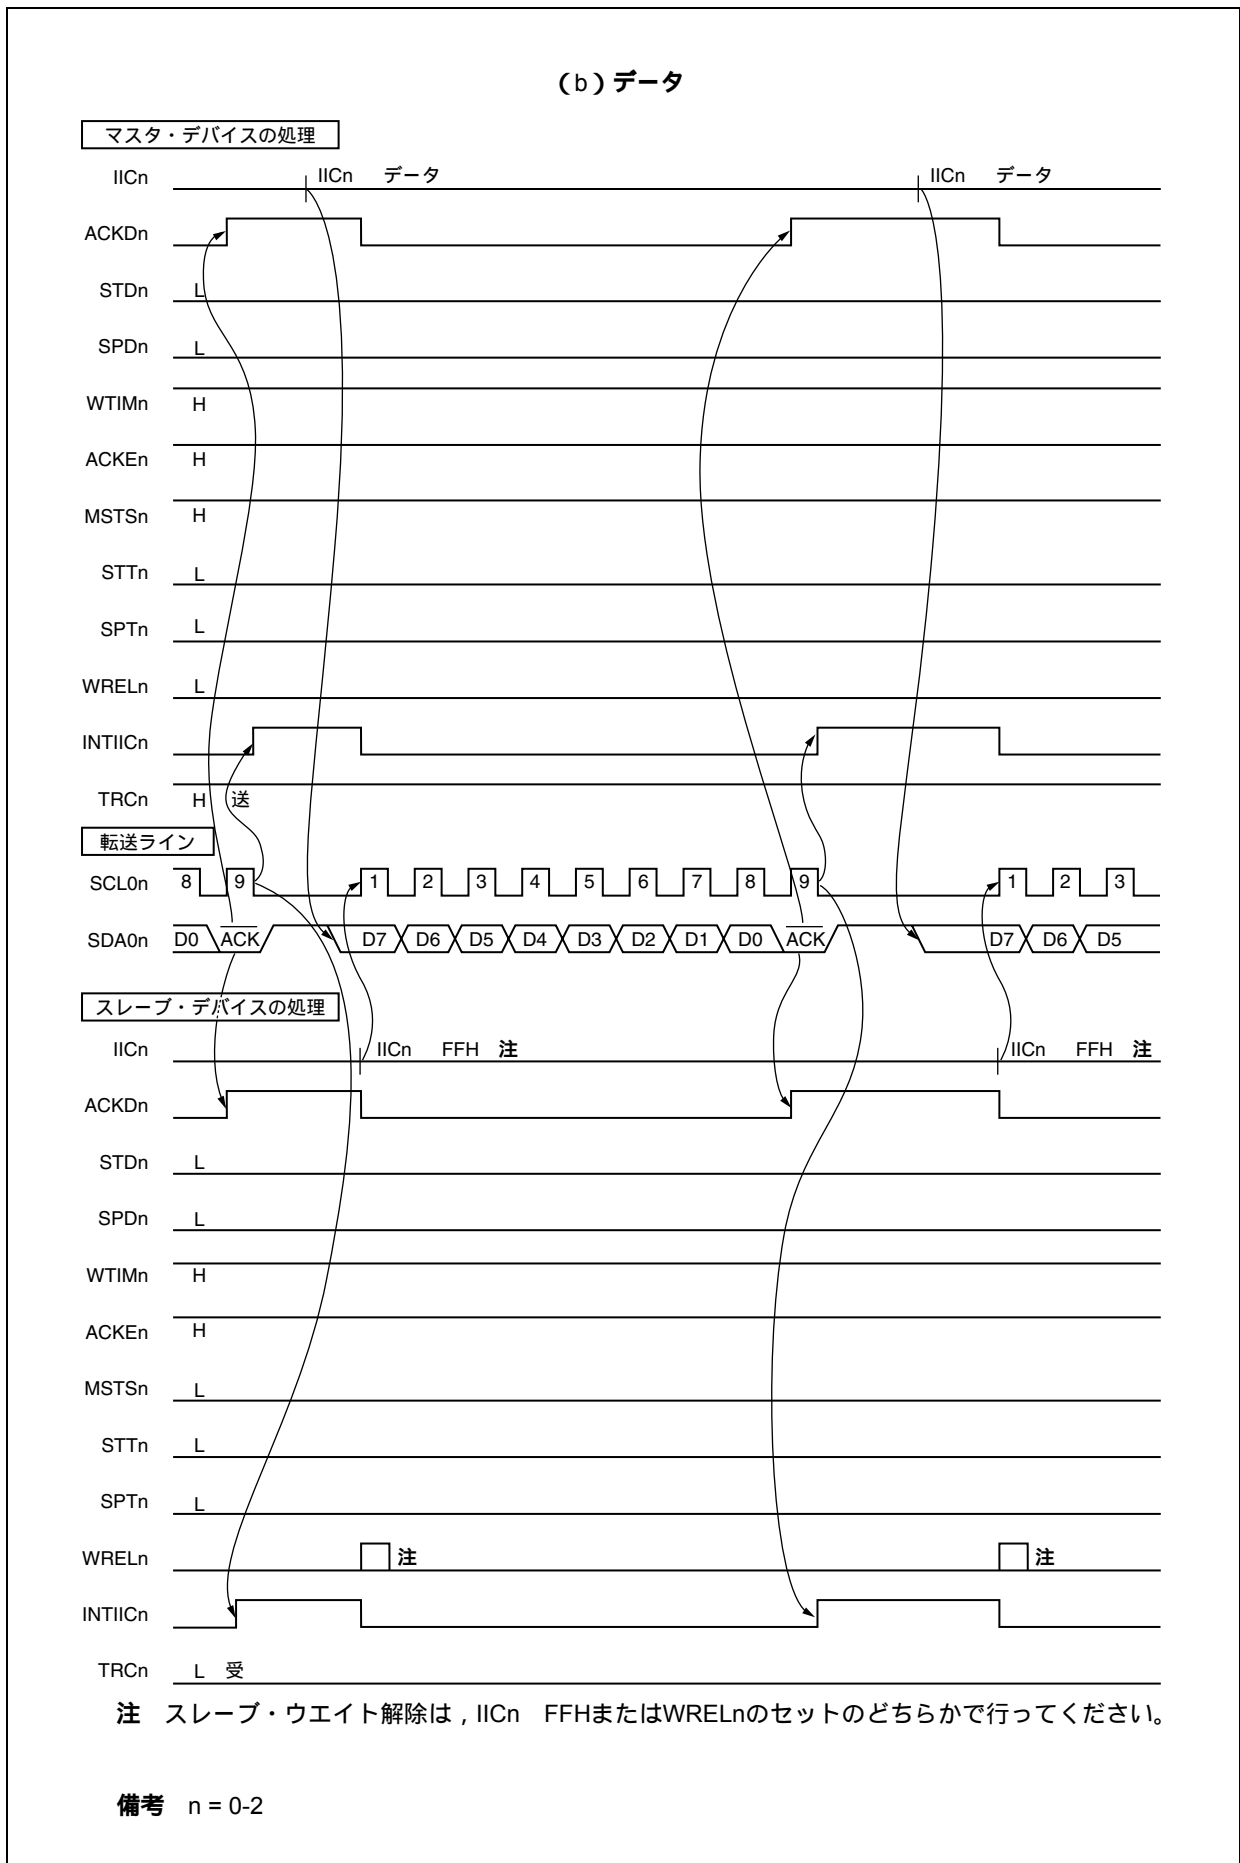 (b)データ
マスタ・デバイスの処理
IICn IICn データ IICn データ
ACKDn
STDn L
SPDn L
WTIMn H
ACKEn H
MSTSn H
STTn L
SPTn L
WRELn L
INTIICn
TRCn H 送
転送ライン
SCL0n 8 9 1 2 3 4 5 6 7 8 9 1 2 3
SDA0n D0 ACK D7 D6 D5 D4 D3 D2 D1 D0 ACK D7 D6 D5
スレーブ・デバイスの処理
IICn IICn FFH 注 IICn FFH 注
ACKDn
STDn L
SPDn L
WTIMn H
ACKEn H
MSTSn L
STTn L
SPTn L
WRELn 注 注
INTIICn
TRCn L 受
注 スレーブ・ウエイト解除は,IICn FFHまたはWRELnのセットのどちらかで行ってください。
備考 n = 0-2